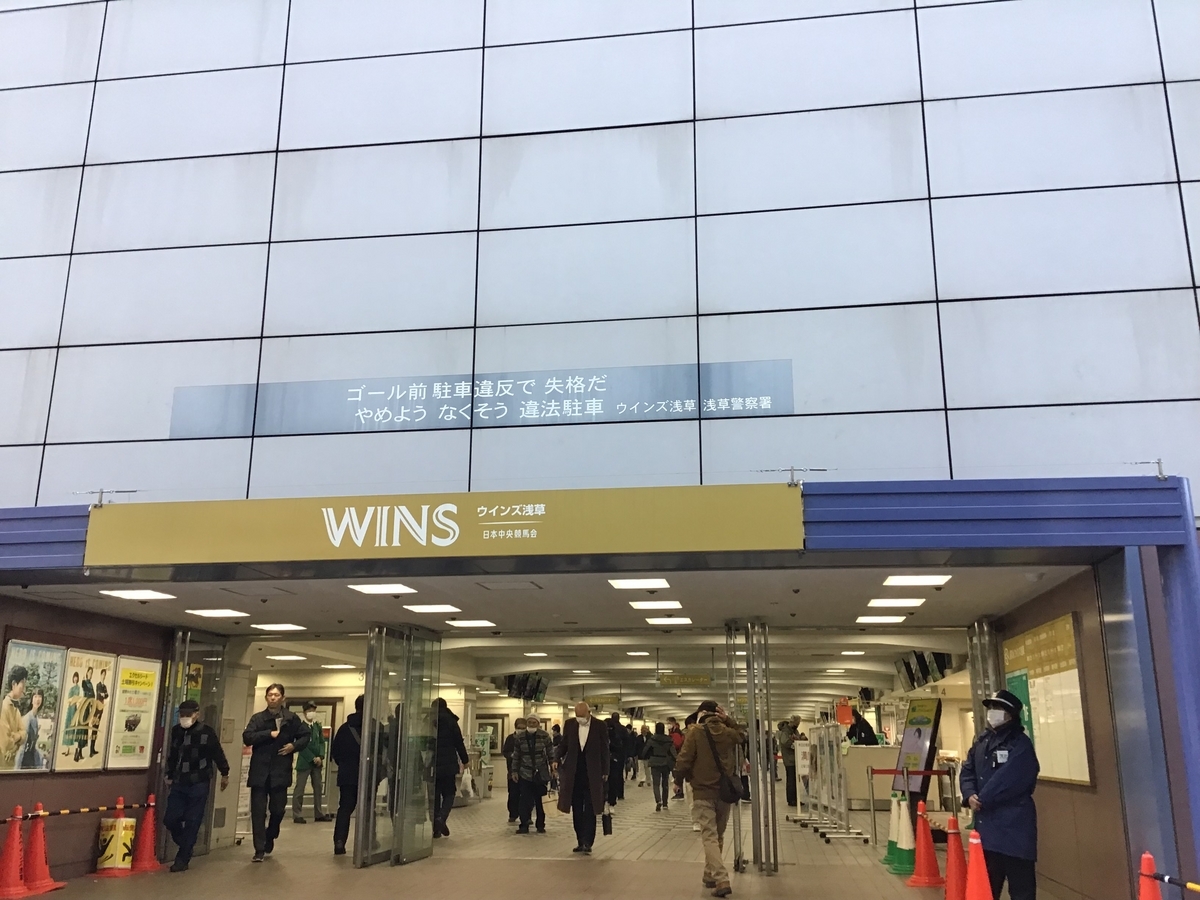 ゴール前 駐車違反で 失格だ
やめよう なくそう 違法駐車 ウインズ浅草 浅草警察署
WINS ウインズ浅草
日本中央競馬会
3
4